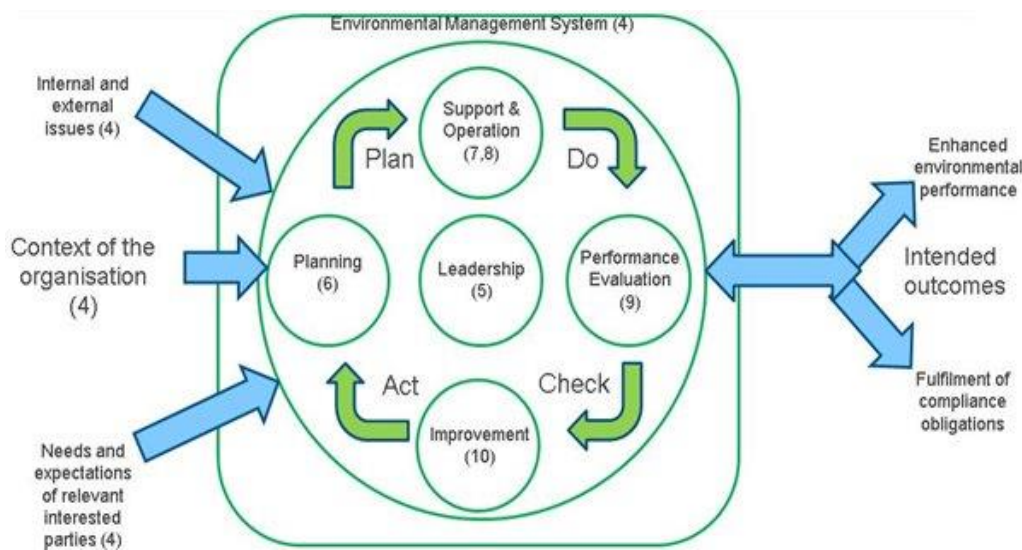 Environmental Management System (4)
Internal and
external
issues (4)
Support &
Operation
(7,8)
Plan
Do
Enhanced
environmental
performance
Context of the
organisation
(4)
Planning
(6)
Leadership
(5)
Performance
Evaluation
(9)
Intended
outcomes
Act
Check
Improvement
(10)
Fulfilment of
compliance
obligations
Needs and
expectations
of relevant
interested
parties (4)